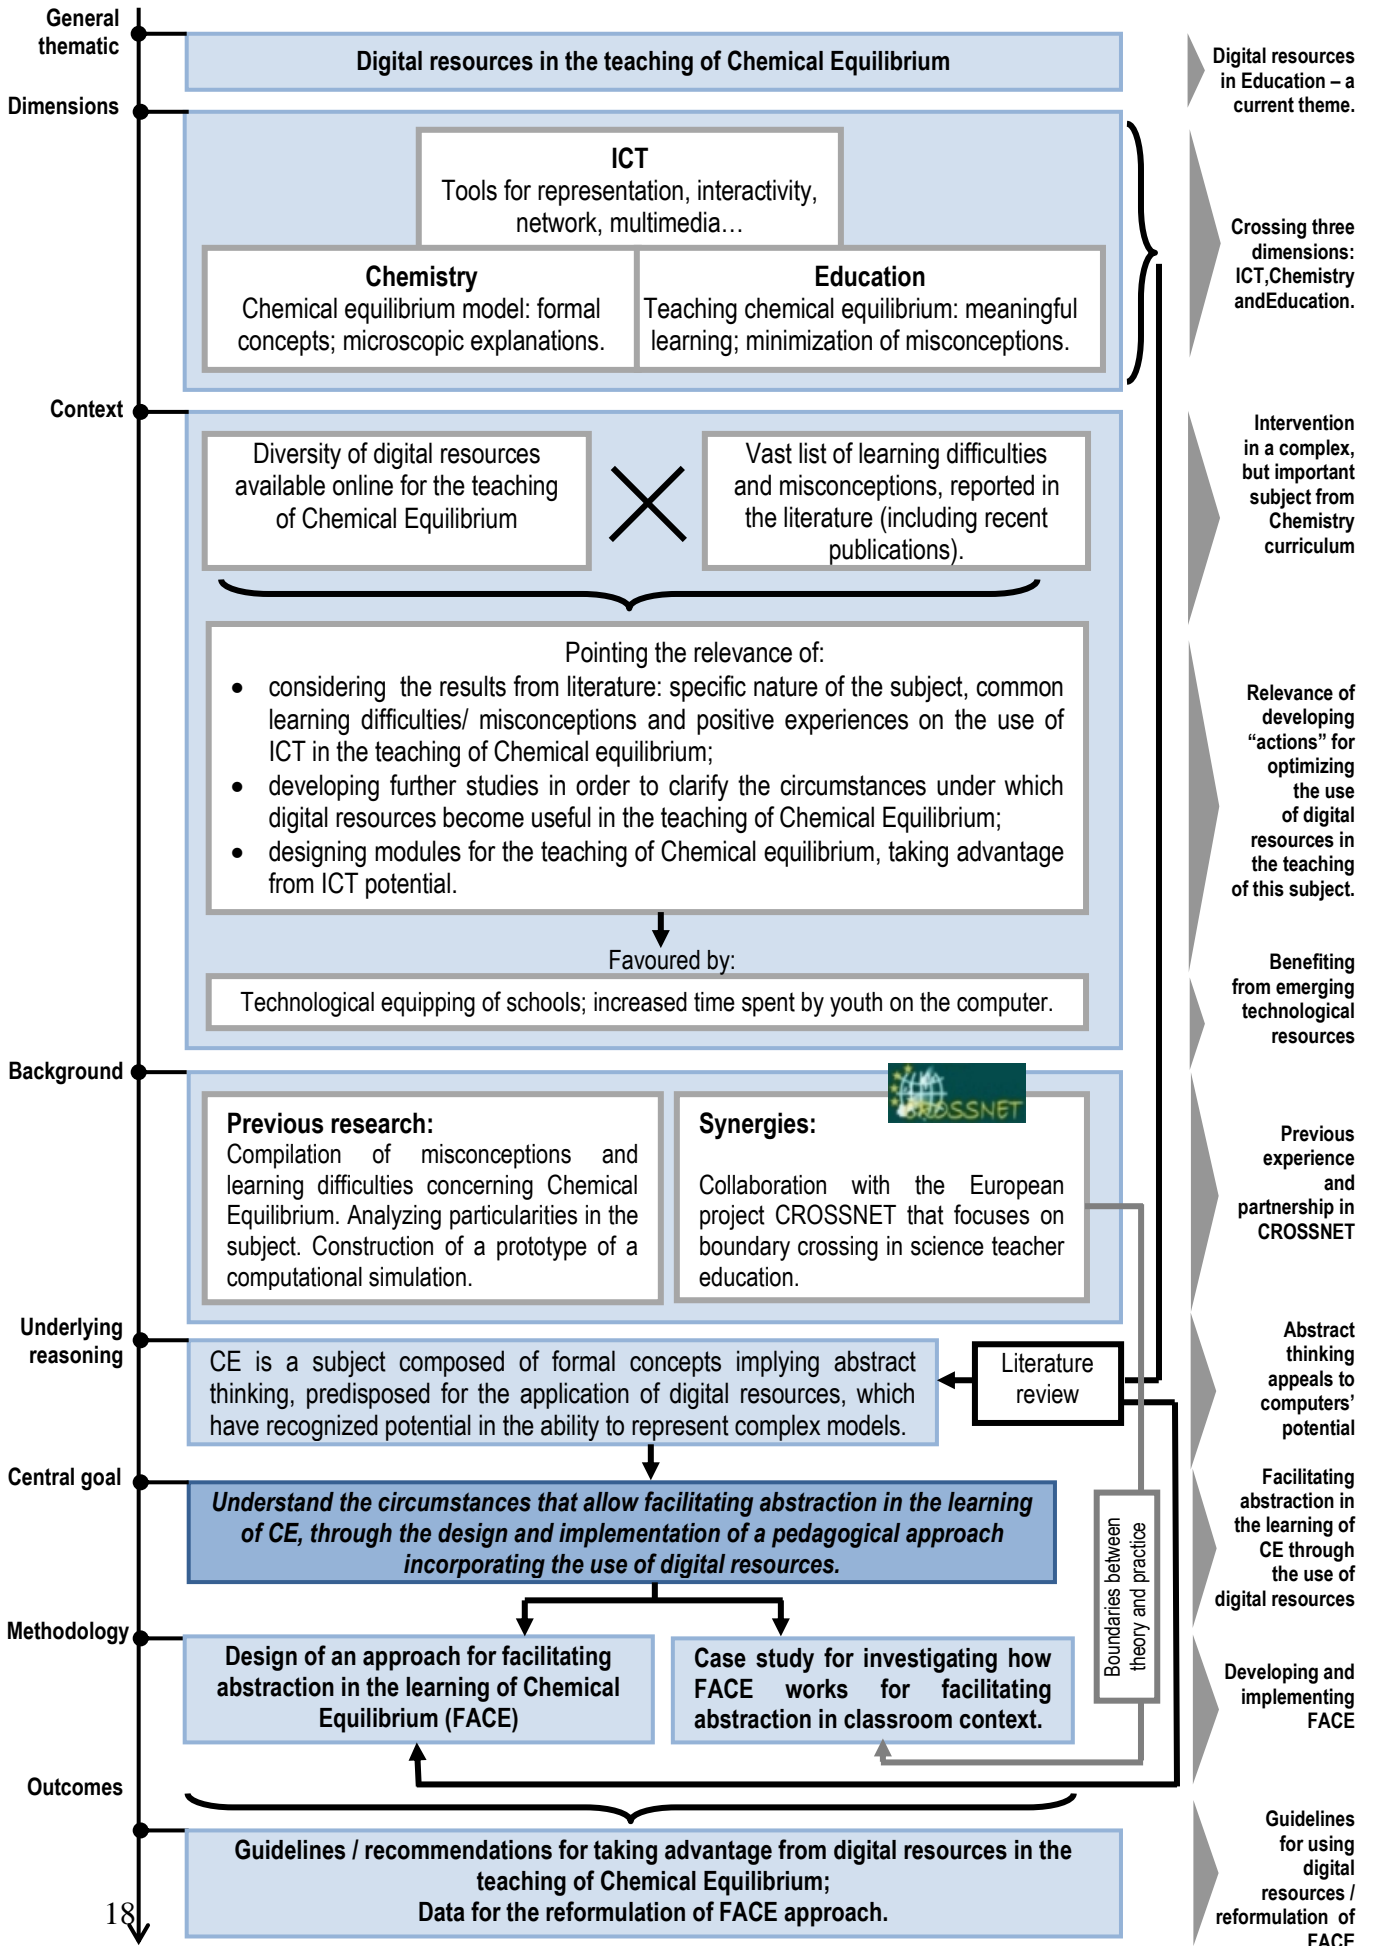 General
thematic
Digital resources in the teaching of Chemical Equilibrium
Digital resources
in Education – a
current theme.
Dimensions
ICT
Tools for representation, interactivity,
network, multimedia…
Chemistry
Chemical equilibrium model: formal
concepts; microscopic explanations.
Education
Teaching chemical equilibrium: meaningful
learning; minimization of misconceptions.
Crossing three
dimensions:
ICT,Chemistry
andEducation.
Context
Diversity of digital resources
available online for the teaching
of Chemical Equilibrium
Vast list of learning difficulties
and misconceptions, reported in
the literature (including recent
publications).
Intervention
in a complex,
but important
subject from
Chemistry
curriculum
Pointing the relevance of:
• considering the results from literature: specific nature of the subject, common
learning difficulties/ misconceptions and positive experiences on the use of
ICT in the teaching of Chemical equilibrium;
• developing further studies in order to clarify the circumstances under which
digital resources become useful in the teaching of Chemical Equilibrium;
• designing modules for the teaching of Chemical equilibrium, taking advantage
from ICT potential.
Relevance of
developing
“actions” for
optimizing
the use
of digital
resources in
the teaching
of this subject.
Favoured by:
Technological equipping of schools; increased time spent by youth on the computer.
Benefiting
from emerging
technological
resources
Background
Previous research:
Compilation of misconceptions and
learning difficulties concerning Chemical
Equilibrium. Analyzing particularities in the
subject. Construction of a prototype of a
computational simulation.
CROSSNET
Synergies:
Collaboration with the European
project CROSSNET that focuses on
boundary crossing in science teacher
education.
Previous
experience
and
partnership in
CROSSNET
Underlying
reasoning
CE is a subject composed of formal concepts implying abstract
thinking, predisposed for the application of digital resources, which
have recognized potential in the ability to represent complex models.
Literature
review
Abstract
thinking
appeals to
computers’
potential
Central goal
Understand the circumstances that allow facilitating abstraction in the learning
of CE, through the design and implementation of a pedagogical approach
incorporating the use of digital resources.
Boundaries between
theory and practice
Facilitating
abstraction in
the learning of
CE through
the use of
digital resources
Methodology
Design of an approach for facilitating
abstraction in the learning of Chemical
Equilibrium (FACE)
Case study for investigating how
FACE works for facilitating
abstraction in classroom context.
Developing and
implementing
FACE
Outcomes
Guidelines / recommendations for taking advantage from digital resources in the
teaching of Chemical Equilibrium;
Data for the reformulation of FACE approach.
Guidelines
for using
digital
resources /
reformulation of
FACE
18